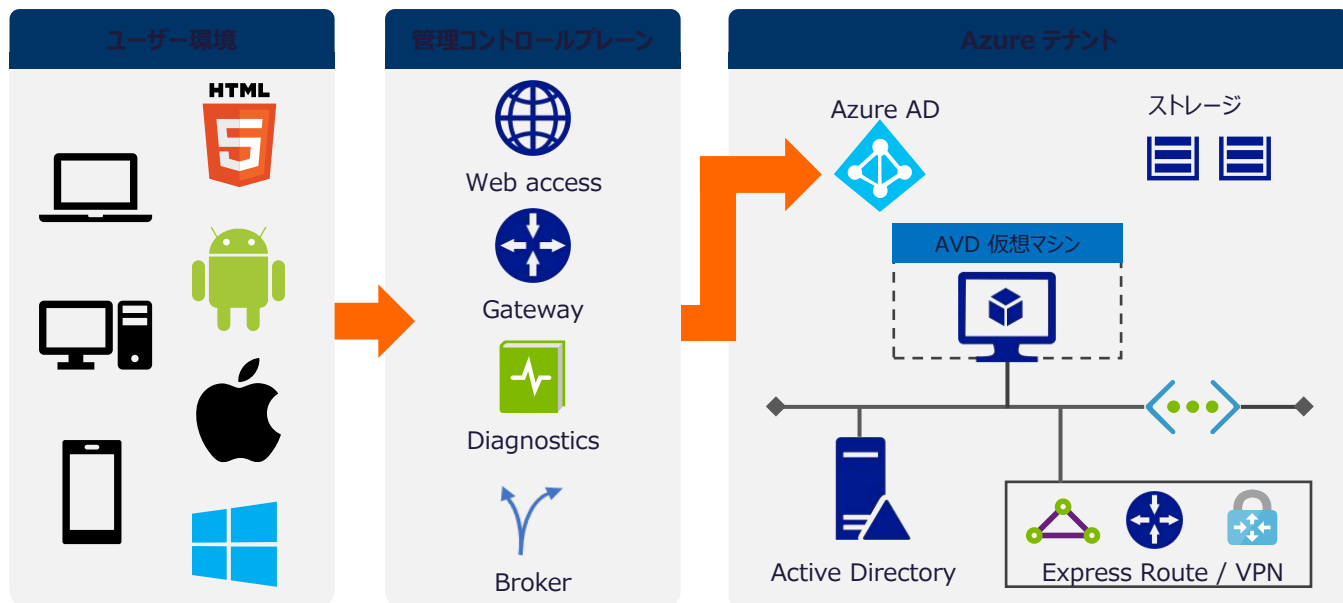 ユーザー環境
HTML
5
管理コントロールプレーン
Web access
Gateway
Diagnostics
Broker
Azure テナント
Azure AD
ストレージ
AVD 仮想マシン
Active Directory
Express Route / VPN